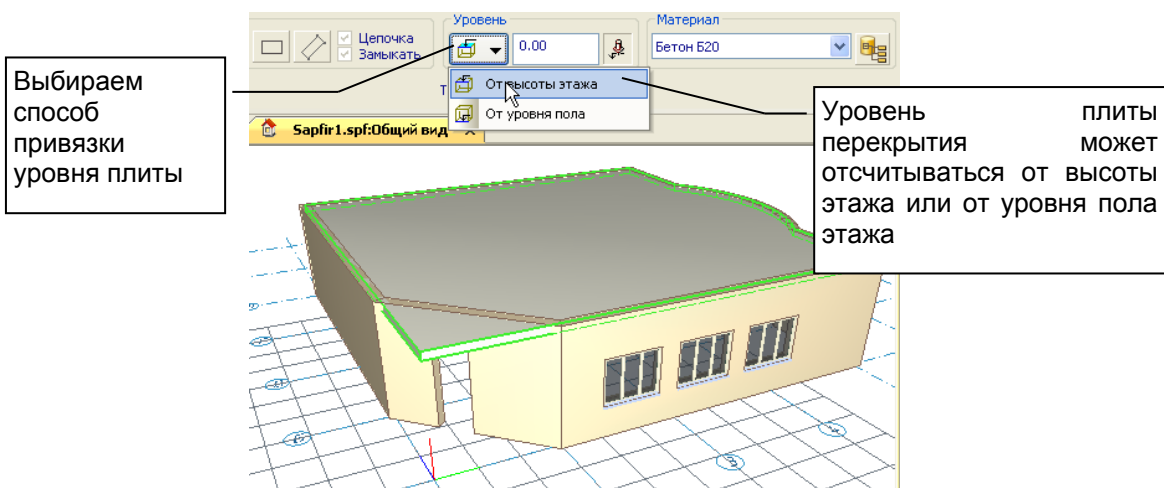 Уровень
Материал
Цепочка
Замыкать
0.00
Бетон Б20
От высоты этажа
От уровня пола
Sapfir1.spf:Общий вид
Выбираем
способ
привязки
уровня плиты
Уровень плиты
перекрытия может
отсчитываться от высоты
этажа или от уровня пола
этажа